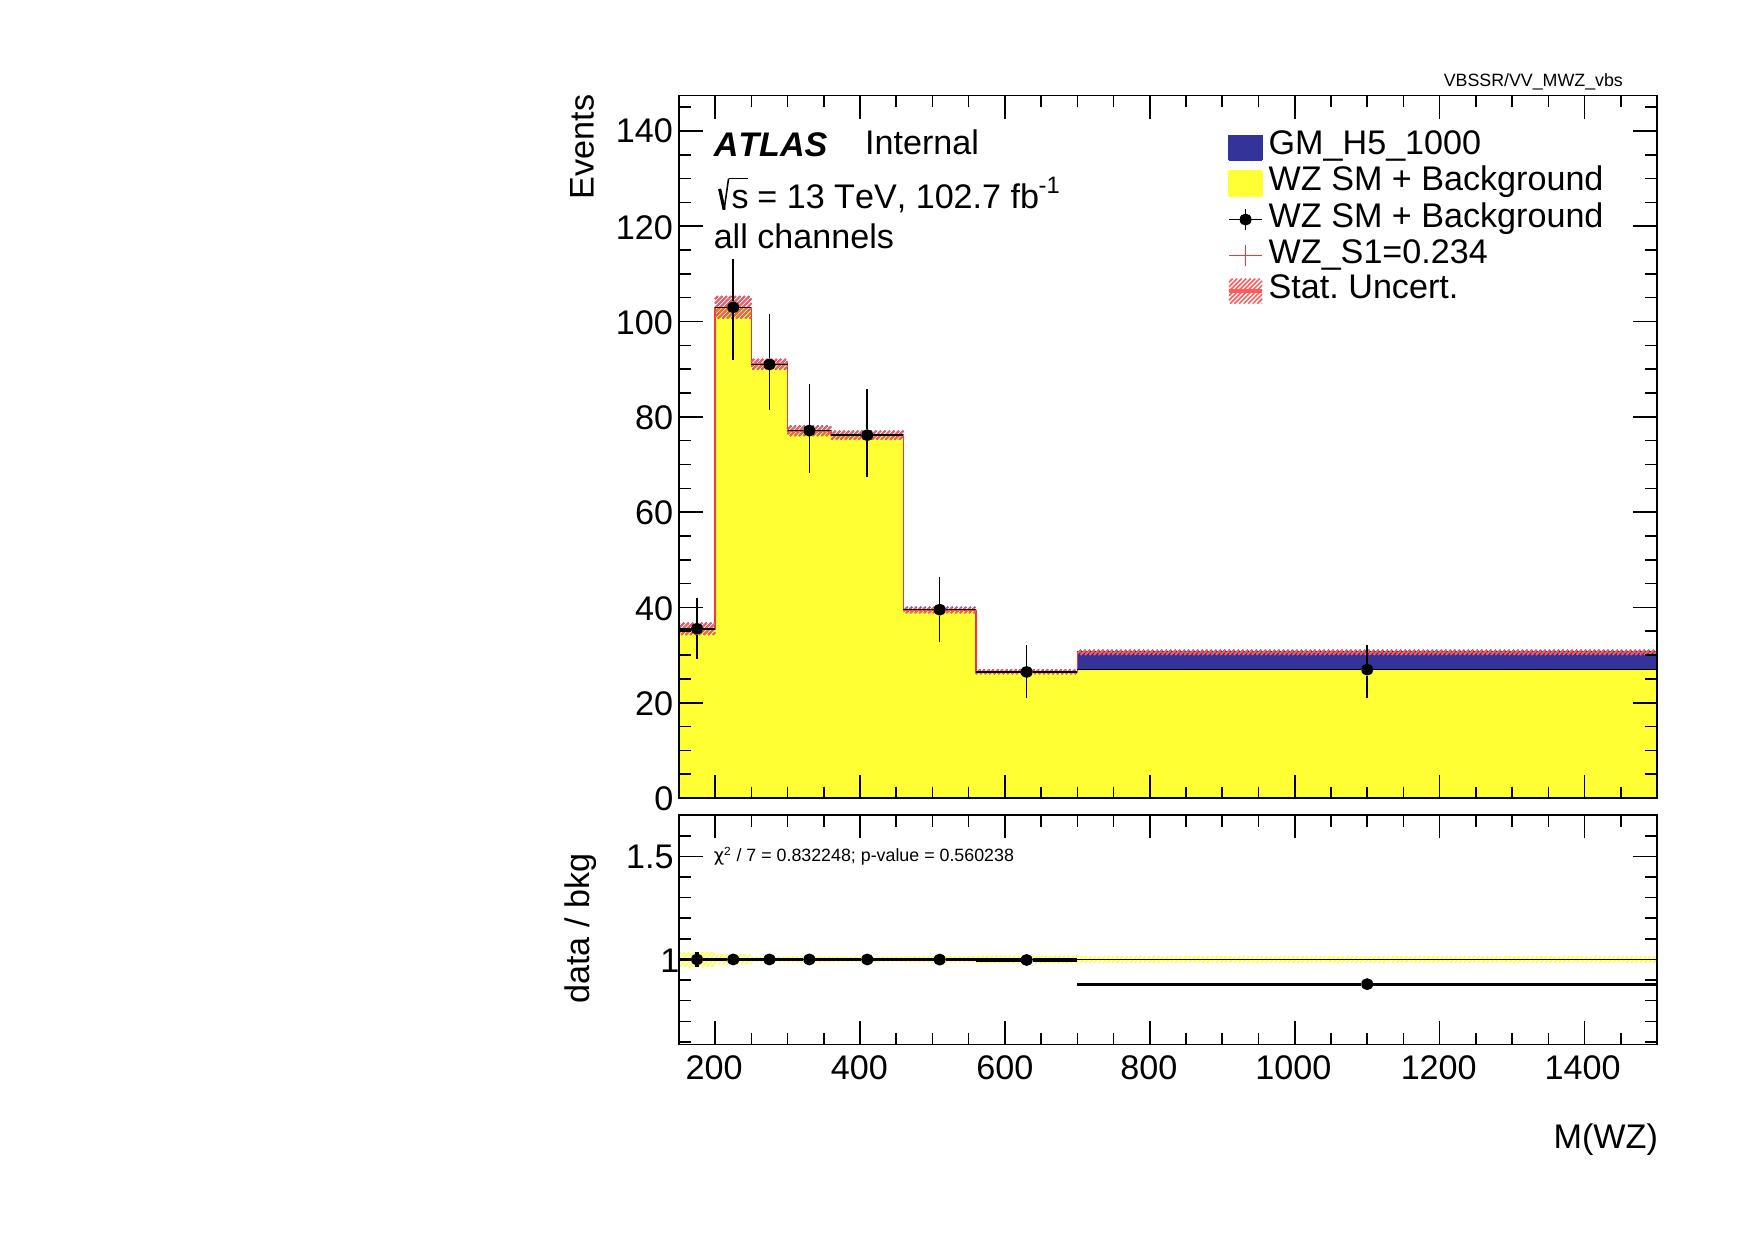 VBSSR/VV_MWZ_vbs
Events
140
120
100
80
60
40
20
0
ATLAS Internal
√s = 13 TeV, 102.7 fb⁻¹
all channels
GM_H5_1000
WZ SM + Background
WZ SM + Background
WZ_S1=0.234
Stat. Uncert.
data / bkg
1.5
1
χ² / 7 = 0.832248; p-value = 0.560238
200 400 600 800 1000 1200 1400
M(WZ)